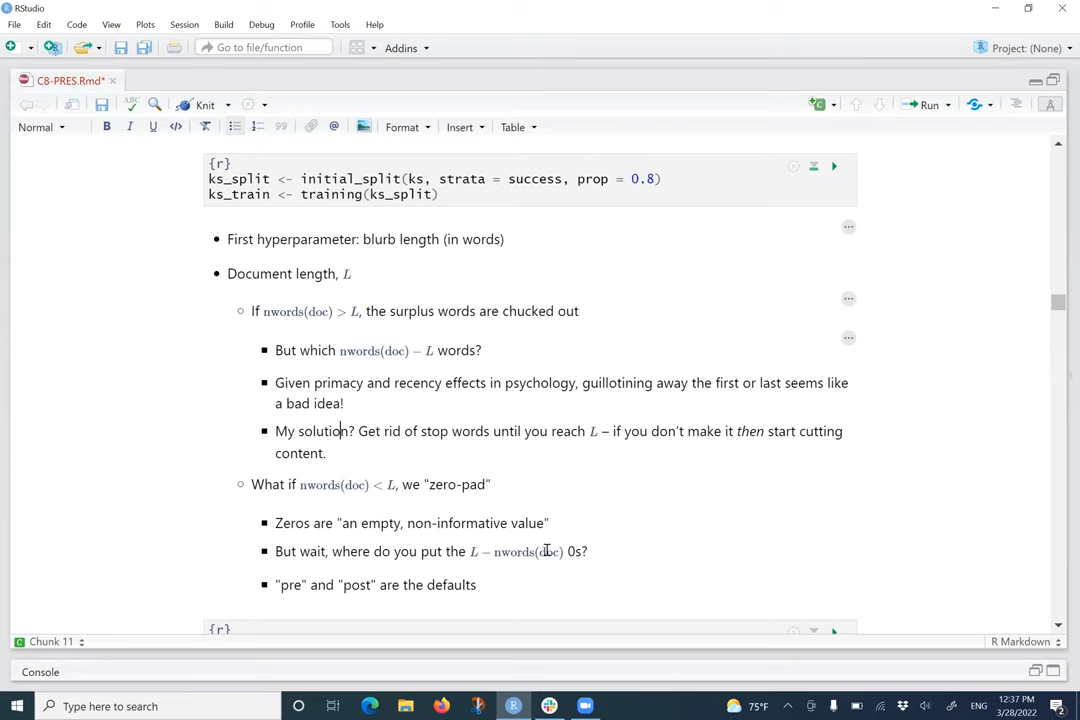 RStudio
File Edit Code View Plots Session Build Debug Profile Tools Help
Go to file/function Addins Project: (None)
C8-PRES.Rmd*
ABC Knit Run
Normal B I U Format Insert Table
{r}
ks_split <- initial_split(ks, strata = success, prop = 0.8)
ks_train <- training(ks_split)
• First hyperparameter: blurb length (in words)
• Document length, L
○ If nwords(doc) > L, the surplus words are chucked out
▪ But which nwords(doc) − L words?
▪ Given primacy and recency effects in psychology, guillotining away the first or last seems like
a bad idea!
▪ My solution? Get rid of stop words until you reach L – if you don't make it then start cutting
content.
○ What if nwords(doc) < L, we "zero-pad"
▪ Zeros are "an empty, non-informative value"
▪ But wait, where do you put the L − nwords(doc) 0s?
▪ "pre" and "post" are the defaults
{r}
Chunk 11 R Markdown
Console
Type here to search 75°F ENG 12:37 PM
3/28/2022 2